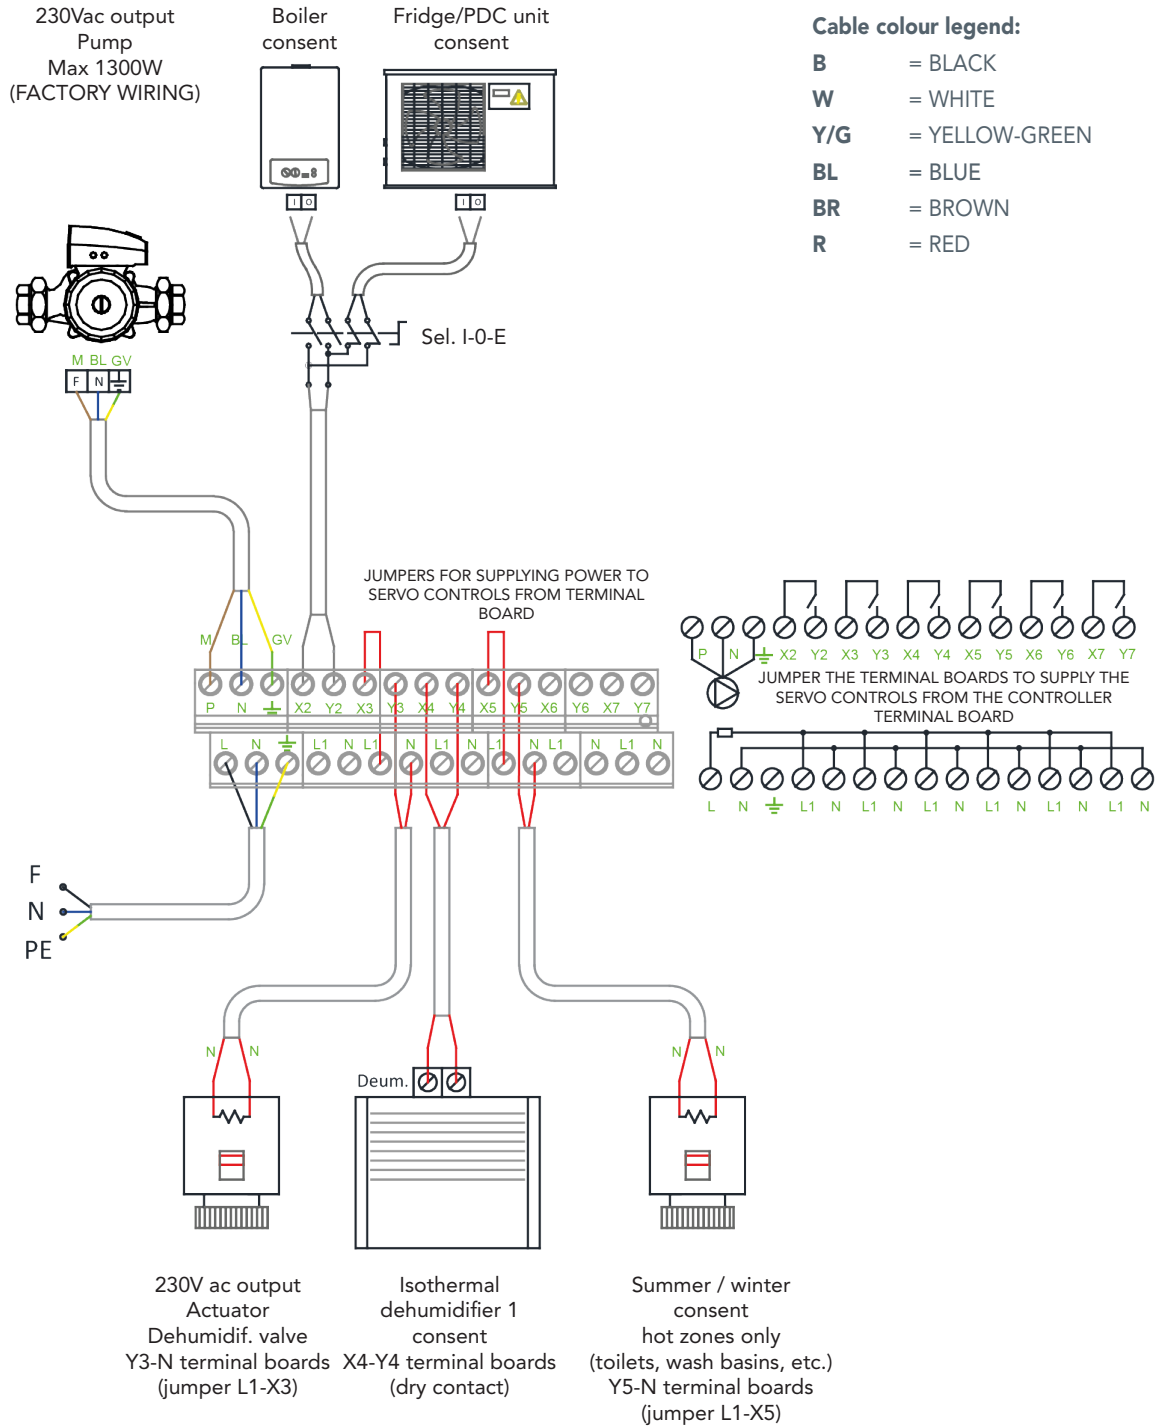 230Vac output
Pump
Max 1300W
(FACTORY WIRING)
Boiler
consent
Fridge/PDC unit
consent
Cable colour legend:
B = BLACK
W = WHITE
Y/G = YELLOW-GREEN
BL = BLUE
BR = BROWN
R = RED
I O
I O
Sel. I-0-E
M BL GV
F N
JUMPERS FOR SUPPLYING POWER TO
SERVO CONTROLS FROM TERMINAL
BOARD
M BL GV
P N X2 Y2 X3 Y3 X4 Y4 X5 Y5 X6 Y6 X7 Y7
L N L1 N L1 N L1 N L1 N L1 N L1 N
P N X2 Y2 X3 Y3 X4 Y4 X5 Y5 X6 Y6 X7 Y7
JUMPER THE TERMINAL BOARDS TO SUPPLY THE
SERVO CONTROLS FROM THE CONTROLLER
TERMINAL BOARD
L N L1 N L1 N L1 N L1 N L1 N L1 N
F
N
PE
N N
Deum.
N N
230V ac output
Actuator
Dehumidif. valve
Y3-N terminal boards
(jumper L1-X3)
Isothermal
dehumidifier 1
consent
X4-Y4 terminal boards
(dry contact)
Summer / winter
consent
hot zones only
(toilets, wash basins, etc.)
Y5-N terminal boards
(jumper L1-X5)